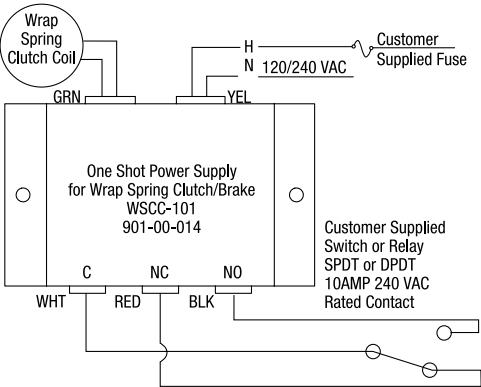 Wrap
Spring
Clutch Coil
H
Customer
Supplied Fuse
N 120/240 VAC
GRN
YEL
One Shot Power Supply
for Wrap Spring Clutch/Brake
WSCC-101
901-00-014
Customer Supplied
Switch or Relay
SPDT or DPDT
10AMP 240 VAC
Rated Contact
C NC NO
WHT RED BLK